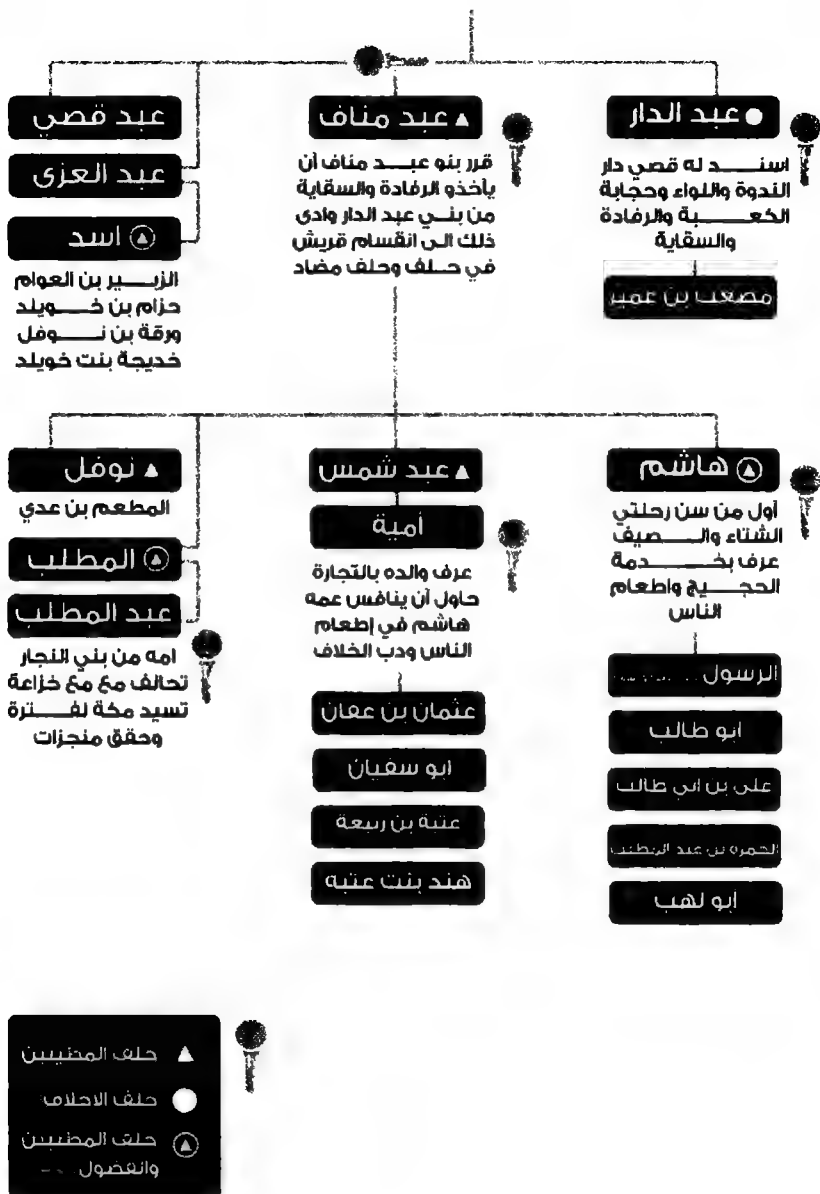 عبد الدار
اسند له قصي دار
الندوة واللواء وحجابة
الكعبة والرفادة
والسقاية
مصعب بن عمير
عبد مناف
قرر بنو عبد مناف أن
يأخذو الرفادة والسقاية
من بني عبد الدار وادى
ذلك الى انقسام قريش
في حلف وحلف مضاد
عبد قصي
عبد العزى
اسد
الزبير بن العوام
حزام بن خويلد
ورقة بن نوفل
خديجة بنت خويلد
هاشم
أول من سن رحلتي
الشتاء والصيف
عرف بخدمة
الحجيج واطعام
الناس
الرسول
ابو طالب
علي بن ابي طالب
الحمزه بن عبد المطلب
ابو لهب
عبد شمس
أمية
عرف والده بالتجارة
حاول أن ينافس عمه
هاشم في إطعام
الناس ودب الخلاف
عثمان بن عفان
ابو سفيان
عتبة بن ربيعة
هند بنت عتبه
نوفل
المطعم بن عدي
المطلب
عبد المطلب
امه من بني النجار
تحالف مع مع خزاعة
تسيد مكة لفترة
وحقق منجزات
حلف المطيبين
حلف الاحلاف
حلف المطيبين
والفضول